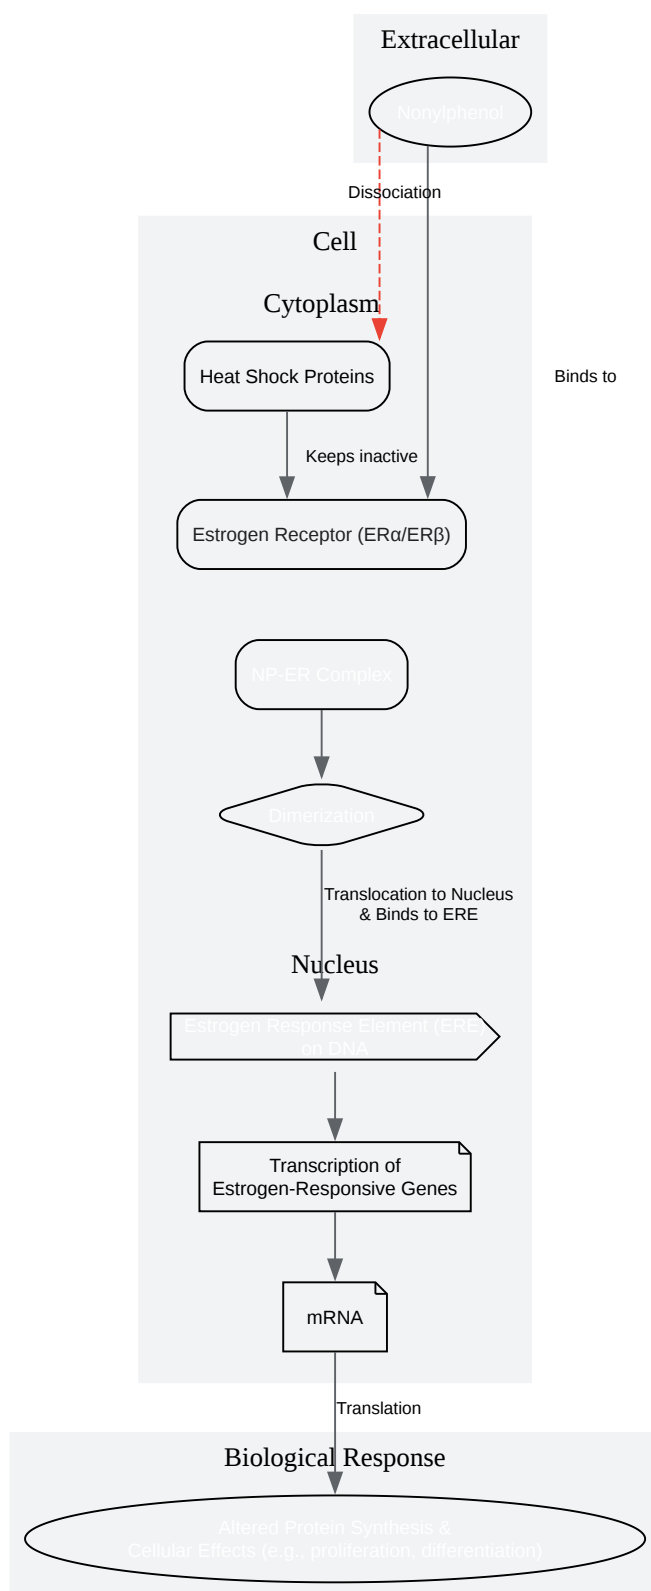 Extracellular
Nonylphenol
Dissociation
Cell
Cytoplasm
Heat Shock Proteins
Binds to
Keeps inactive
Estrogen Receptor (ERα/ERβ)
NP-ER Complex
Dimerization
Translocation to Nucleus
& Binds to ERE
Nucleus
Estrogen Response Element (ERE)
on DNA
Transcription of
Estrogen-Responsive Genes
mRNA
Translation
Biological Response
Altered Protein Synthesis &
Cellular Effects (e.g., proliferation, differentiation)